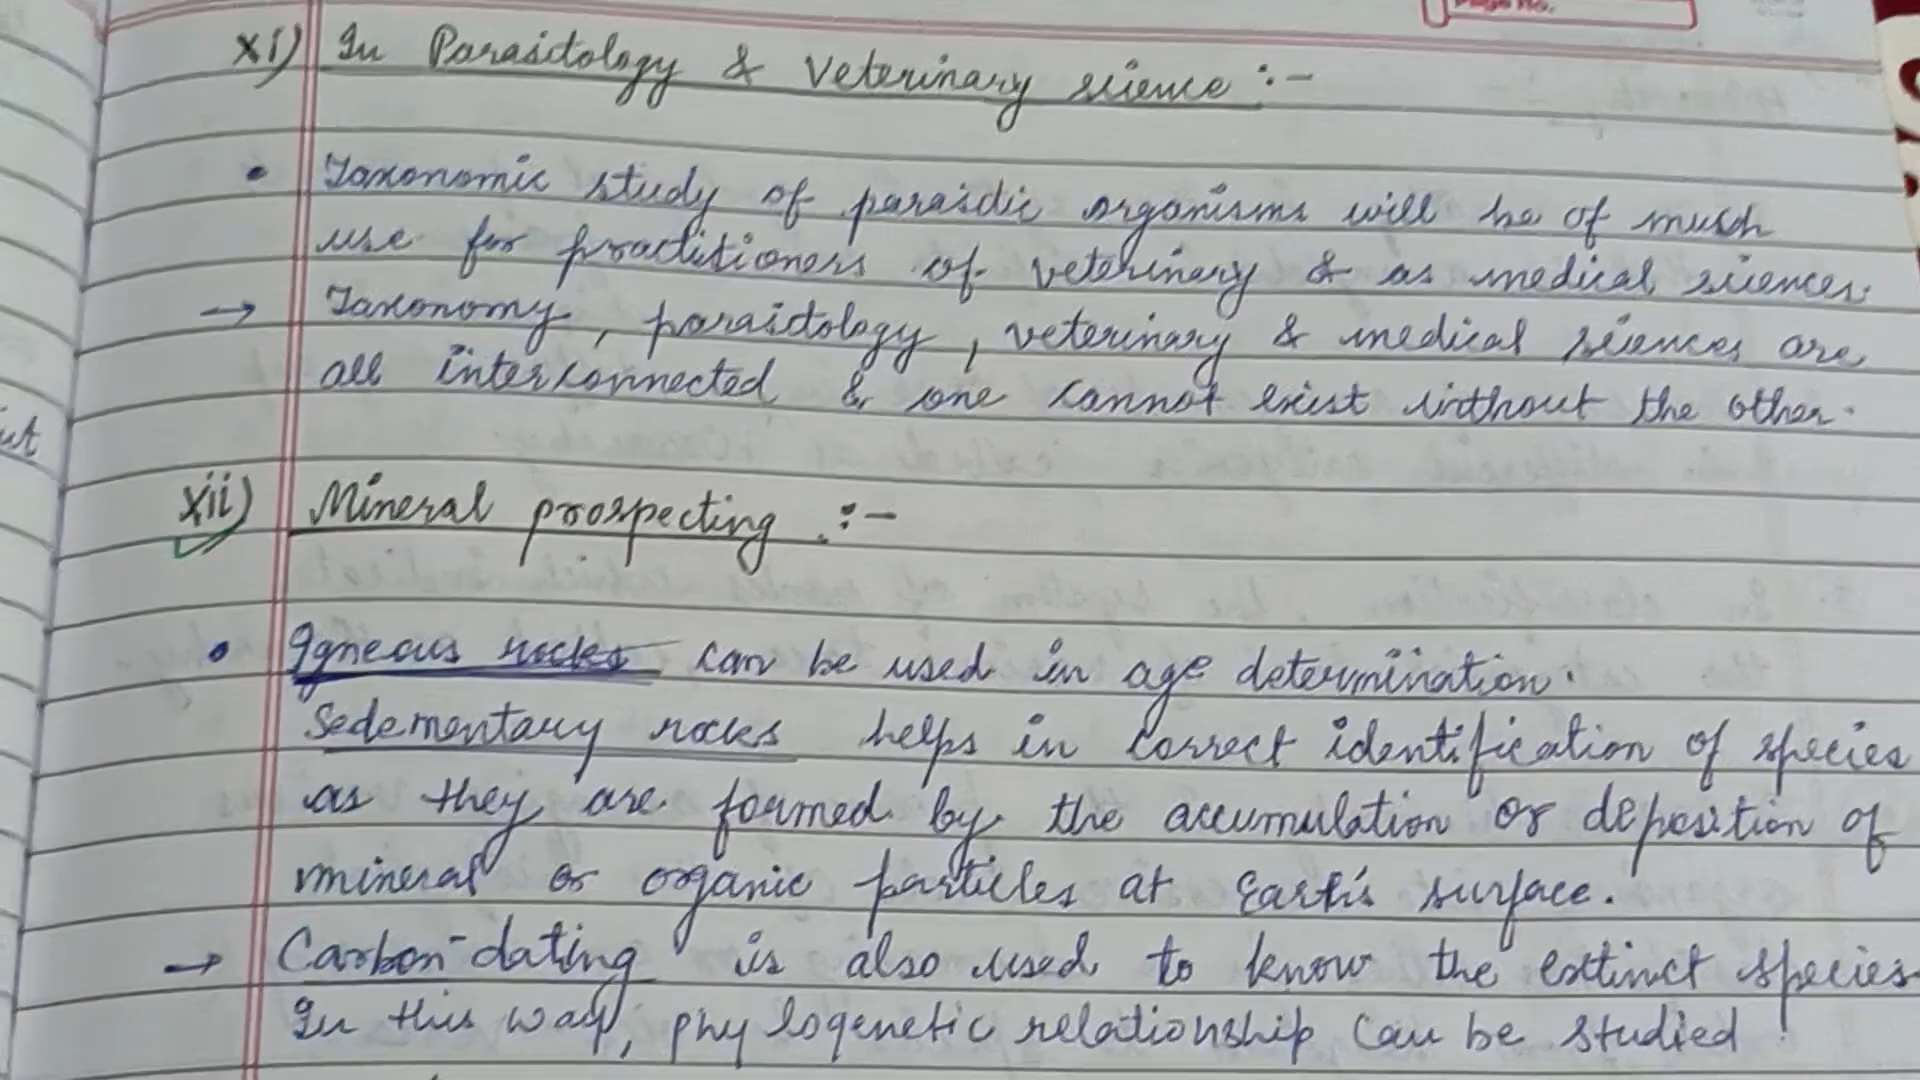 Page No.
xi) In Parasitology & Veterinary science :-
• Taxonomic study of parasitic organisms will be of much
use for practitioners of veterinary & as medical sciences.
→ Taxonomy, parasitology, veterinary & medical sciences are
all interconnected & one cannot exist without the other.
xii) Mineral prospecting :-
• Igneous rocks can be used in age determination.
Sedementary rocks helps in correct identification of species
as they are formed by the accumulation or deposition of
mineral or organic particles at Earth's surface.
→ Carbon-dating is also used to know the extinct species
In this way, phylogenetic relationship can be studied.